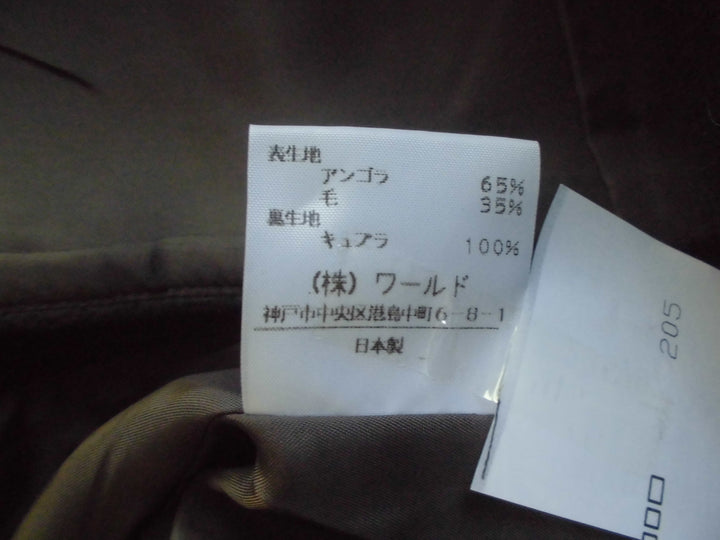 表生地
アンゴラ 65%
毛 35%
裏生地
キュプラ 100%
(株) ワールド
神戸市中央区港島中町6-8-1
日本製
205